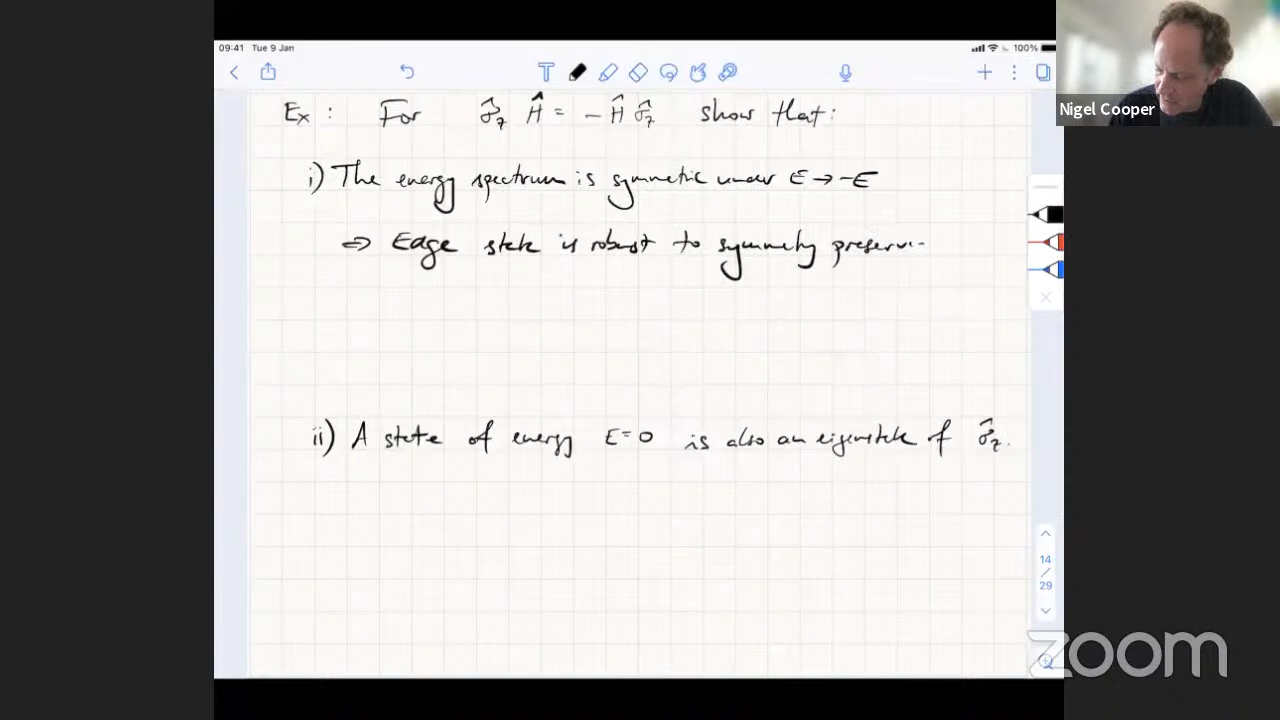 09:41 Tue 9 Jan
100%
Nigel Cooper
Ex : For σ̂z Ĥ = - Ĥ σ̂z show that:
i) The energy spectrum is symmetric under E → -E
⇒ Edge state is robust to symmetry preservi-
ii) A state of energy E=0 is also an eigenstate of σ̂z.
14
/
29
zoom